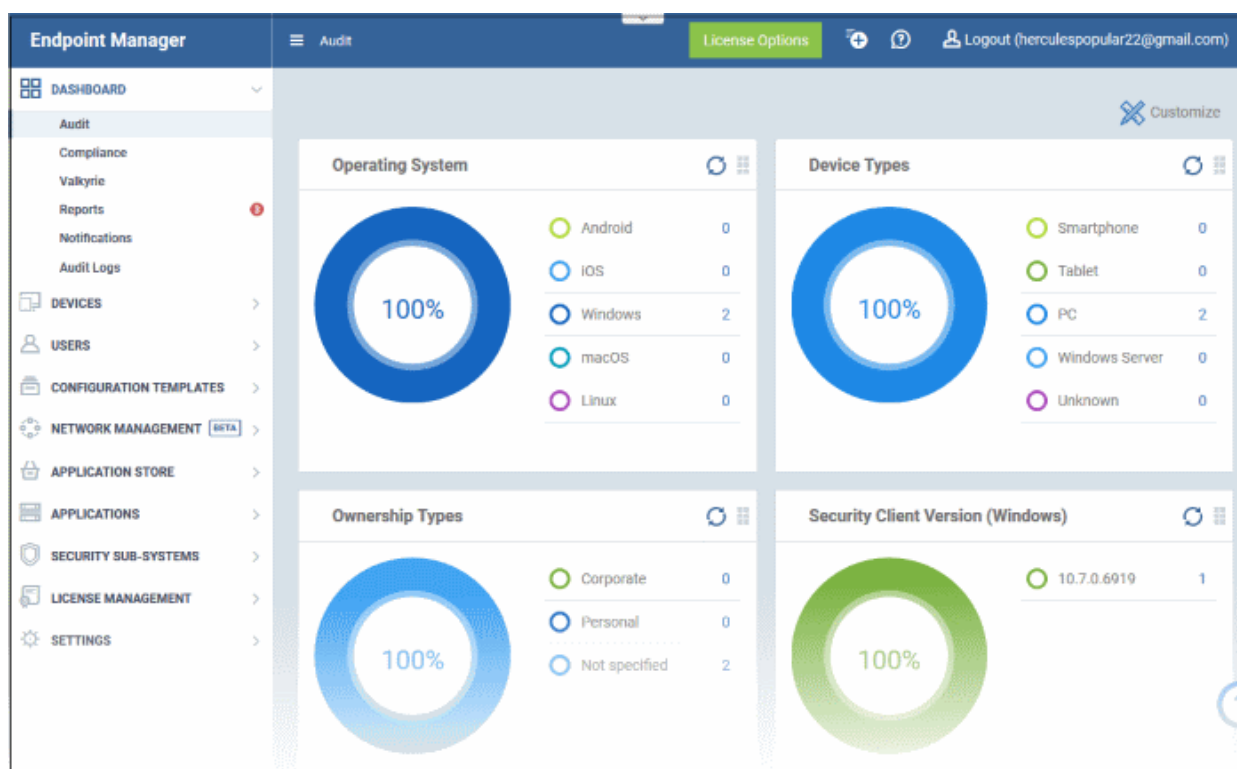 Endpoint Manager
Audit
License Options
Logout (herculespopular22@gmail.com)
DASHBOARD
Audit
Compliance
Valkyrie
Reports
Notifications
Audit Logs
DEVICES
USERS
CONFIGURATION TEMPLATES
NETWORK MANAGEMENT BETA
APPLICATION STORE
APPLICATIONS
SECURITY SUB-SYSTEMS
LICENSE MANAGEMENT
SETTINGS
Customize
Operating System
100%
Android 0
iOS 0
Windows 2
macOS 0
Linux 0
Device Types
100%
Smartphone 0
Tablet 0
PC 2
Windows Server 0
Unknown 0
Ownership Types
100%
Corporate 0
Personal 0
Not specified 2
Security Client Version (Windows)
100%
10.7.0.6919 1